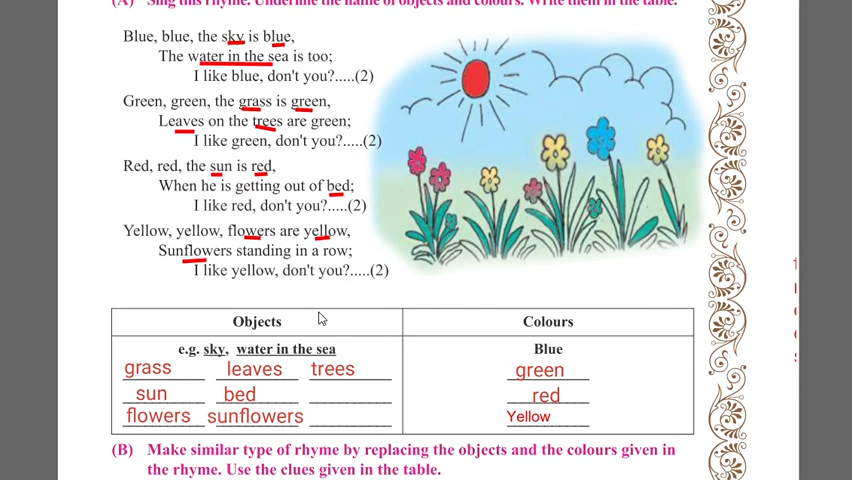 (A) Sing this rhyme. Underline the name of objects and colours. Write them in the table.
Blue, blue, the sky is blue,
The water in the sea is too;
I like blue, don't you?.....(2)
Green, green, the grass is green,
Leaves on the trees are green;
I like green, don't you?.....(2)
Red, red, the sun is red,
When he is getting out of bed;
I like red, don't you?.....(2)
Yellow, yellow, flowers are yellow,
Sunflowers standing in a row;
I like yellow, don't you?.....(2)
Objects Colours
e.g. sky, water in the sea Blue
grass leaves trees green
sun bed red
flowers sunflowers Yellow
(B) Make similar type of rhyme by replacing the objects and the colours given in
the rhyme. Use the clues given in the table.